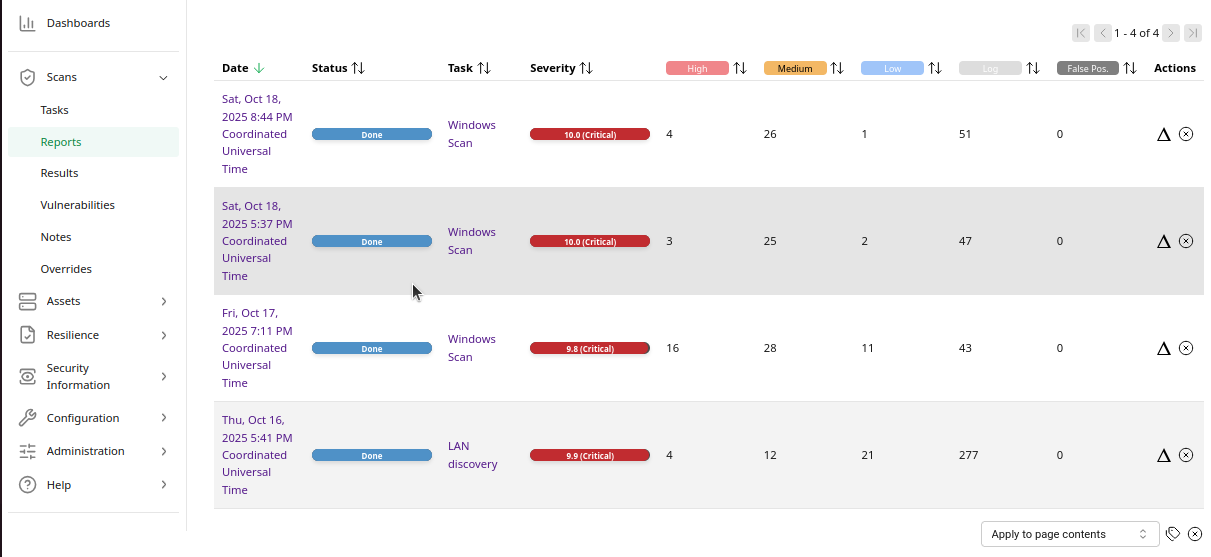 Dashboards
Scans
Tasks
Reports
Results
Vulnerabilities
Notes
Overrides
Assets
Resilience
Security
Information
Configuration
Administration
Help
1 - 4 of 4
Date Status Task Severity High Medium Low Log False Pos. Actions
Sat, Oct 18,
2025 8:44 PM
Coordinated
Universal
Time
Done
Windows
Scan
10.0 (Critical)
4 26 1 51 0
Sat, Oct 18,
2025 5:37 PM
Coordinated
Universal
Time
Done
Windows
Scan
10.0 (Critical)
3 25 2 47 0
Fri, Oct 17,
2025 7:11 PM
Coordinated
Universal
Time
Done
Windows
Scan
9.8 (Critical)
16 28 11 43 0
Thu, Oct 16,
2025 5:41 PM
Coordinated
Universal
Time
Done
LAN
discovery
9.9 (Critical)
4 12 21 277 0
Apply to page contents